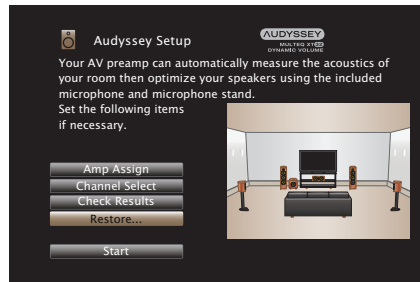 Audyssey Setup
AUDYSSEY
MULTEQ XT32
DYNAMIC VOLUME
Your AV preamp can automatically measure the acoustics of
your room then optimize your speakers using the included
microphone and microphone stand.
Set the following items
if necessary.
Amp Assign
Channel Select
Check Results
Restore...
Start